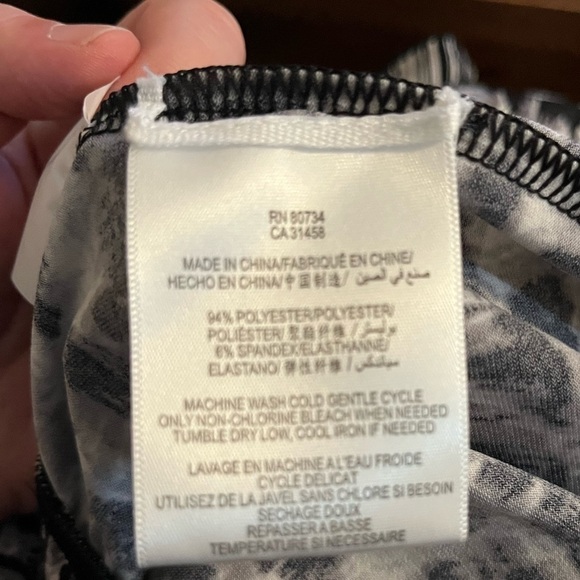 RN 80734
CA 31458
MADE IN CHINA/FABRIQUÉ EN CHINE/
HECHO EN CHINA/中国制造/ صنع في الصين
94% POLYESTER/POLYESTER/
POLIÉSTER/ 聚酯纤维 / بوليستر
6% SPANDEX/ELASTHANNE/
ELASTANO/ 弹性纤维 / سباندكس
MACHINE WASH COLD GENTLE CYCLE
ONLY NON-CHLORINE BLEACH WHEN NEEDED
TUMBLE DRY LOW, COOL IRON IF NEEDED
LAVAGE EN MACHINE A L'EAU FROIDE
CYCLE DELICAT
UTILISEZ DE LA JAVEL SANS CHLORE SI BESOIN
SECHAGE DOUX
REPASSER A BASSE
TEMPERATURE SI NECESSAIRE